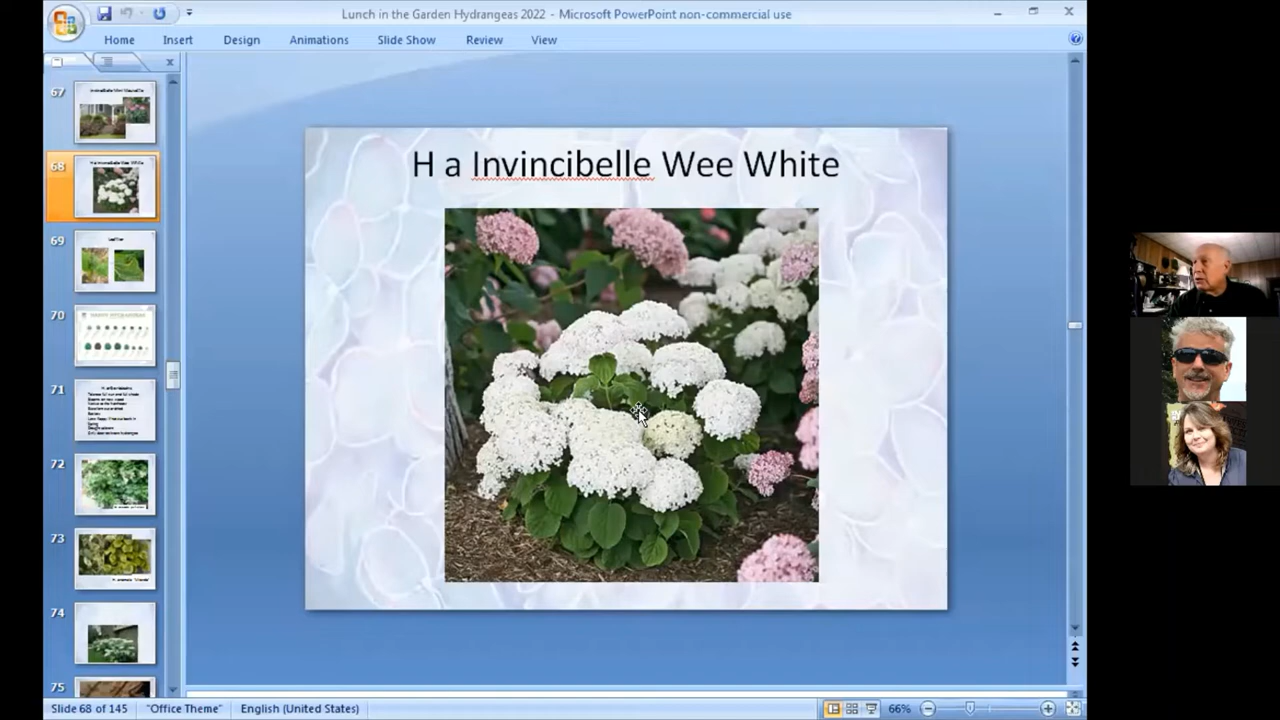 Lunch in the Garden Hydrangeas 2022 - Microsoft PowerPoint non-commercial use
Home Insert Design Animations Slide Show Review View
67
68
69
70
71
72
73
74
75
H a Invincibelle Wee White
Slide 68 of 145 "Office Theme" English (United States) 66%